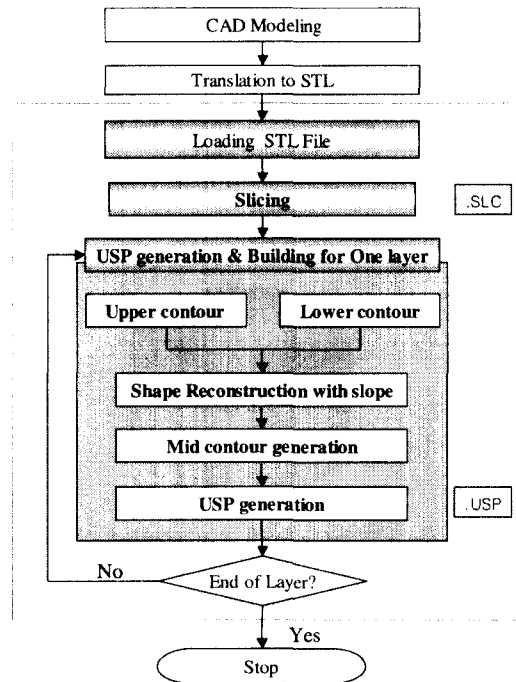 CAD Modeling
Translation to STL
Loading STL File
Slicing
.SLC
USP generation & Building for One layer
Upper contour
Lower contour
Shape Reconstruction with slope
Mid contour generation
USP generation
.USP
No
End of Layer?
Yes
Stop